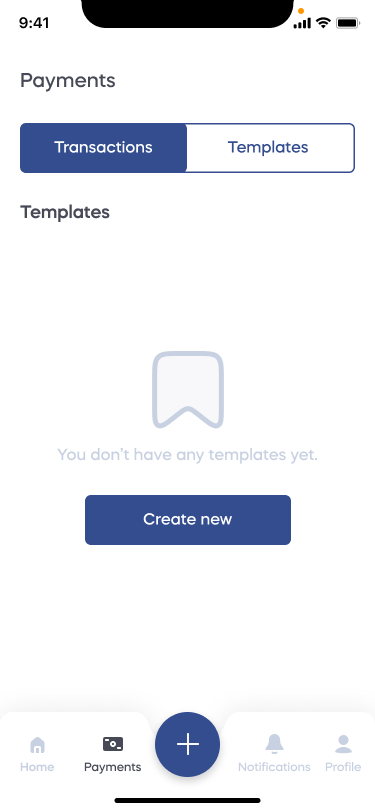 9:41
Payments
Transactions Templates
Templates
You don't have any templates yet.
Create new
Home Payments Notifications Profile